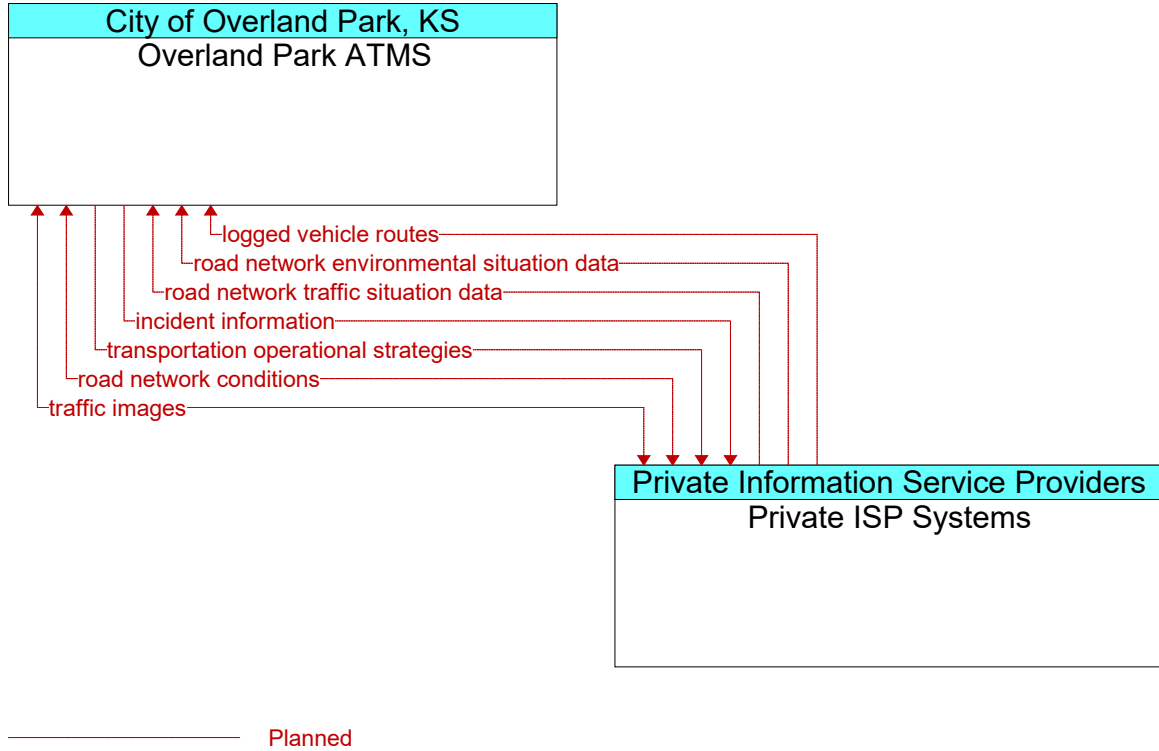 City of Overland Park, KS
Overland Park ATMS
logged vehicle routes
road network environmental situation data
road network traffic situation data
incident information
transportation operational strategies
road network conditions
traffic images
Private Information Service Providers
Private ISP Systems
Planned